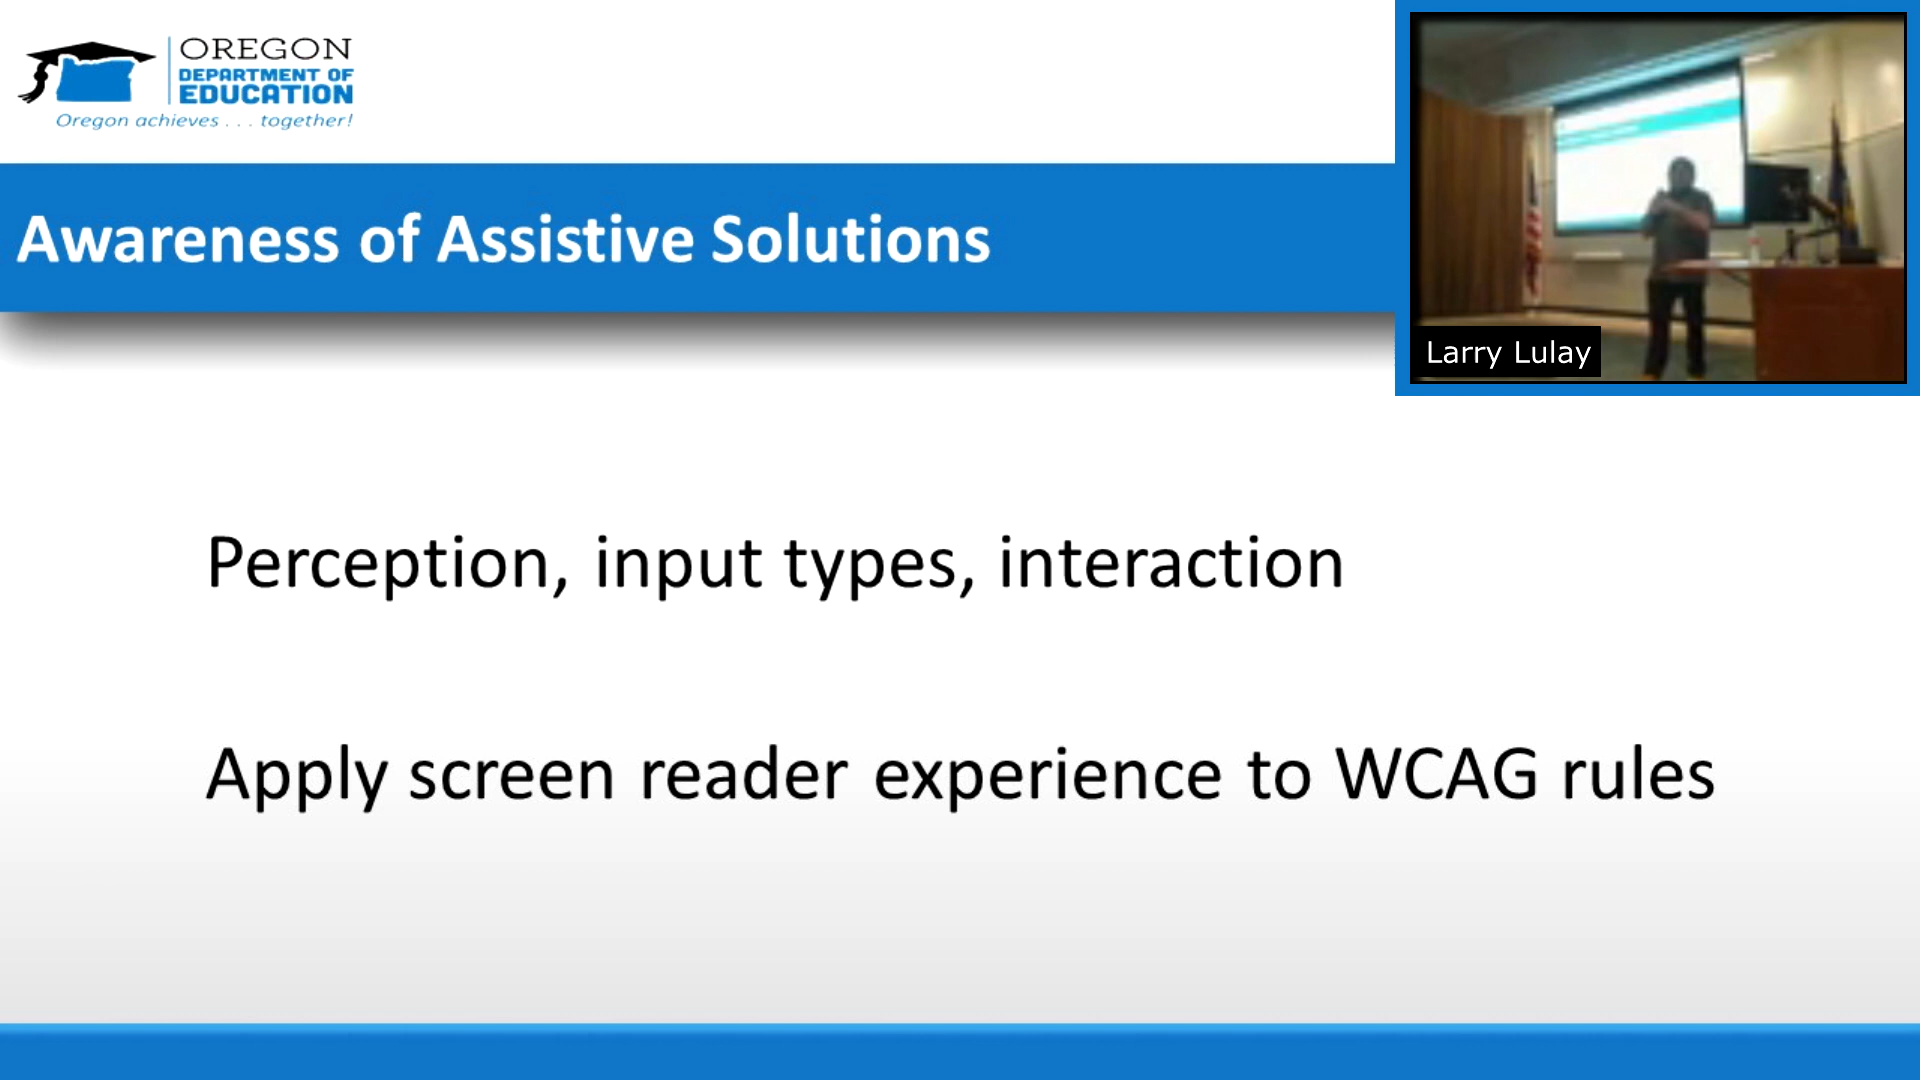 OREGON
DEPARTMENT OF
EDUCATION
Oregon achieves . . . together!
Awareness of Assistive Solutions
Larry Lulay
Perception, input types, interaction
Apply screen reader experience to WCAG rules